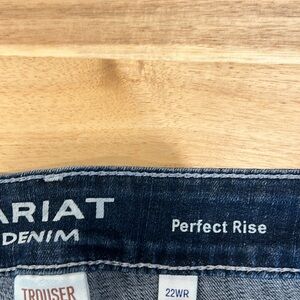 ARIAT
DENIM
Perfect Rise
TROUSER
22WR